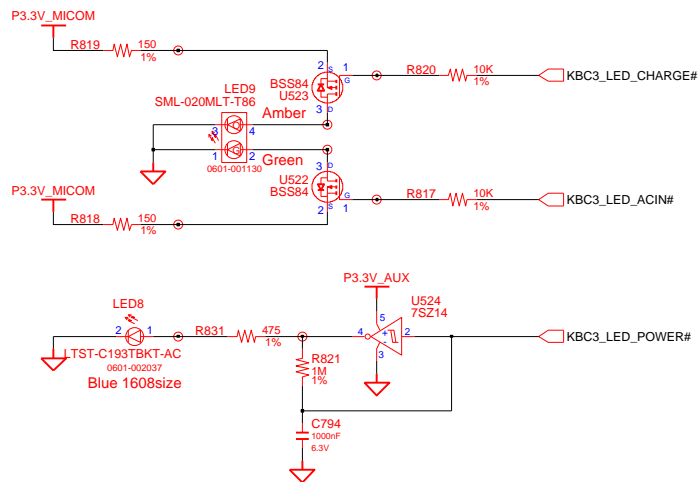 P3.3V_MICOM
R819 150
1%
2 S
1
G
BSS84
U523
3 D
R820 10K
1%
KBC3_LED_CHARGE#
LED9
SML-020MLT-T86
Amber
3 4
1 2
Green
0601-001130
3 D
U522
BSS84
2 S
G
1
R817 10K
1%
KBC3_LED_ACIN#
P3.3V_MICOM
R818 150
1%
P3.3V_AUX
LED8
2 1
LTST-C193TBKT-AC
0601-002037
Blue 1608size
R831 475
1%
U524
7SZ14
5
4 + 2
-
3
KBC3_LED_POWER#
R821
1M
1%
C794
1000nF
6.3V